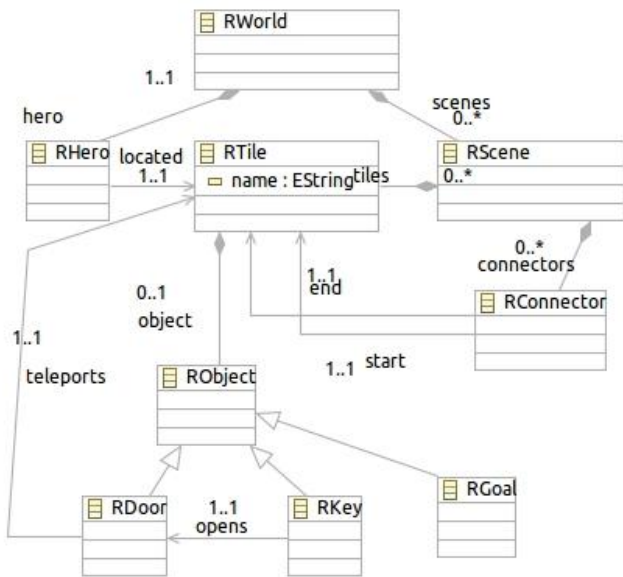 RWorld
1..1
scenes
0..*
hero
RHero
located
1..1
RTile
name : EString
tiles
0..*
RScene
0..*
connectors
1..1
end
RConnector
0..1
object
1..1
teleports
1..1
start
RObject
RGoal
RDoor
1..1
opens
RKey